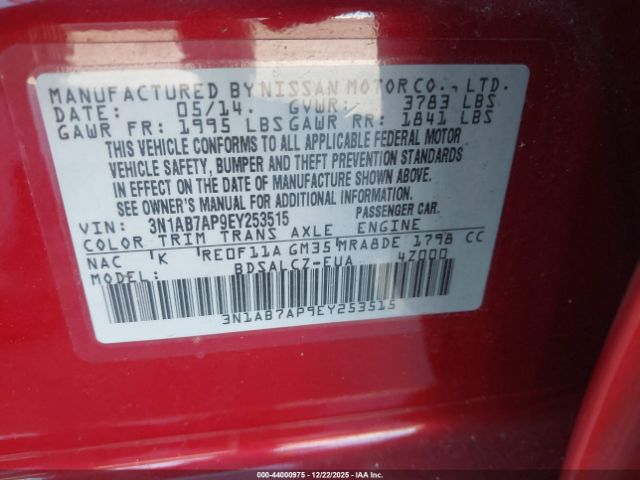 MANUFACTURED BY NISSAN MOTOR CO., LTD.
DATE: 05/14. GVWR: 3783 LBS
GAWR FR: 1995 LBS GAWR RR: 1841 LBS
THIS VEHICLE CONFORMS TO ALL APPLICABLE FEDERAL MOTOR
VEHICLE SAFETY, BUMPER AND THEFT PREVENTION STANDARDS
IN EFFECT ON THE DATE OF MANUFACTURE SHOWN ABOVE.
SEE OWNER'S MANUAL FOR ADDITIONAL INFORMATION.
VIN: 3N1AB7AP9EY253515 PASSENGER CAR.
COLOR TRIM TRANS AXLE ENGINE
NAC K RE0F11A GM35 MRA8DE 1798 CC
MODEL: BDSALCZ-EUA 4Z000
3N1AB7AP9EY253515
000-44000975 - 12/22/2025 - IAA Inc.